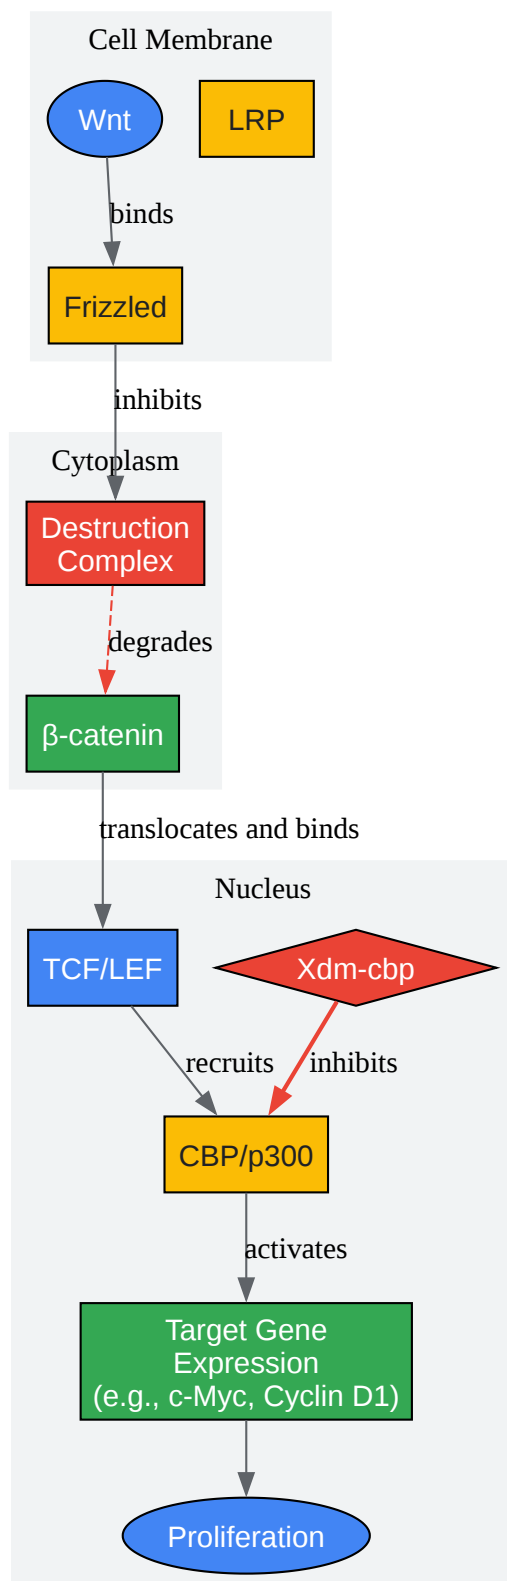 Cell Membrane
Wnt
LRP
binds
Frizzled
inhibits
Cytoplasm
Destruction
Complex
degrades
β-catenin
translocates and binds
Nucleus
TCF/LEF
Xdm-cbp
recruits
inhibits
CBP/p300
activates
Target Gene
Expression
(e.g., c-Myc, Cyclin D1)
Proliferation